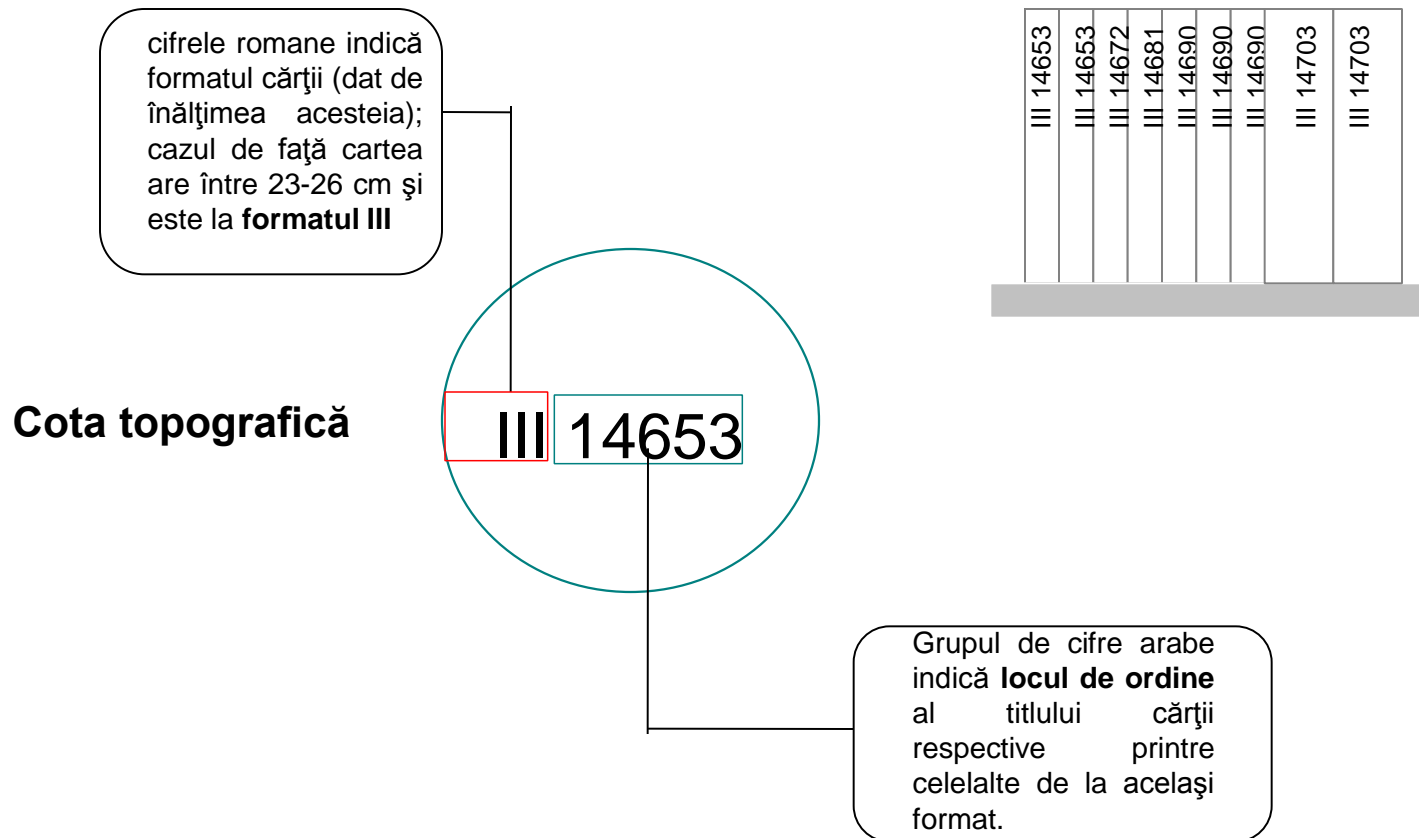 cifrele romane indică
formatul cărţii (dat de
înălţimea acesteia);
cazul de faţă cartea
are între 23-26 cm şi
este la formatul III
III 14653
III 14653
III 14672
III 14681
III 14690
III 14690
III 14690
III 14703
III 14703
Cota topografică
III 14653
Grupul de cifre arabe
indică locul de ordine
al titlului cărţii
respective printre
celelalte de la acelaşi
format.